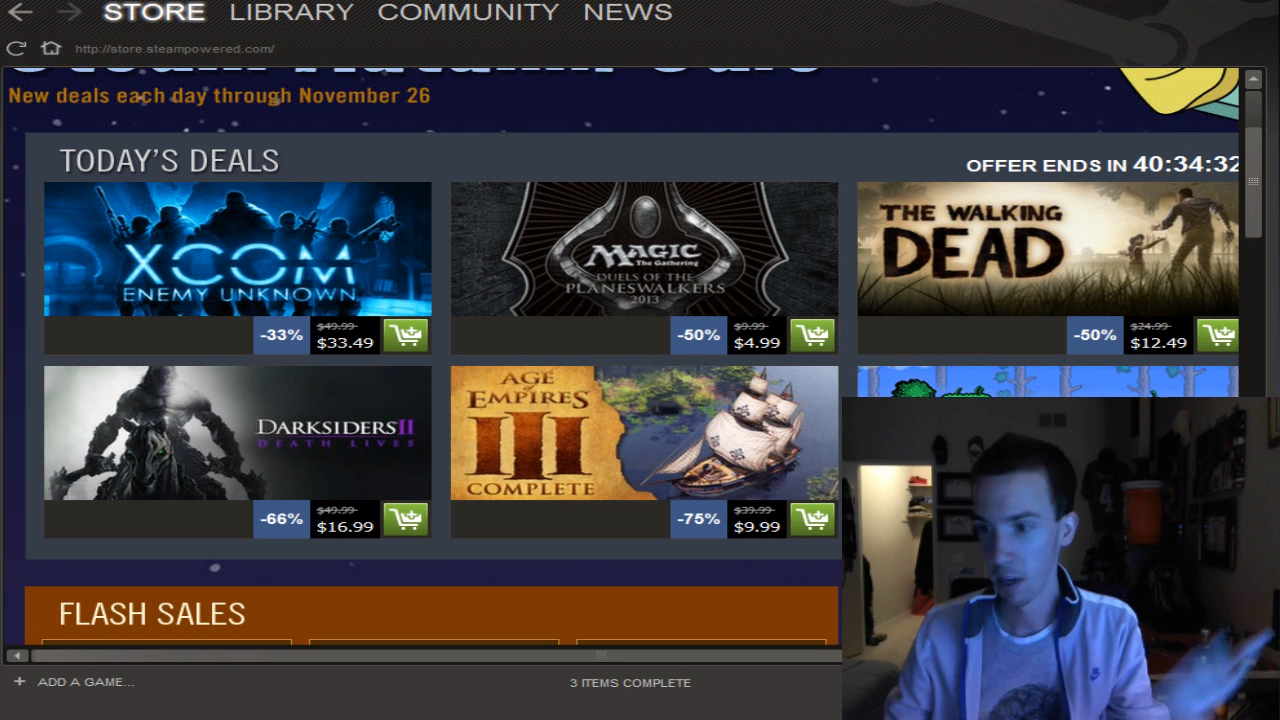 STORE LIBRARY COMMUNITY NEWS
http://store.steampowered.com/
Steam Autumn Sale
New deals each day through November 26
TODAY'S DEALS
OFFER ENDS IN 40:34:32
XCOM
ENEMY UNKNOWN
-33% $49.99 $33.49
MAGIC
The Gathering
DUELS OF THE
PLANESWALKERS
2013
-50% $9.99 $4.99
THE WALKING
DEAD
-50% $24.99 $12.49
DARKSIDERS II
DEATH LIVES
-66% $49.99 $16.99
AGE
of
EMPIRES
III
COMPLETE
-75% $39.99 $9.99
FLASH SALES
+ ADD A GAME...
3 ITEMS COMPLETE